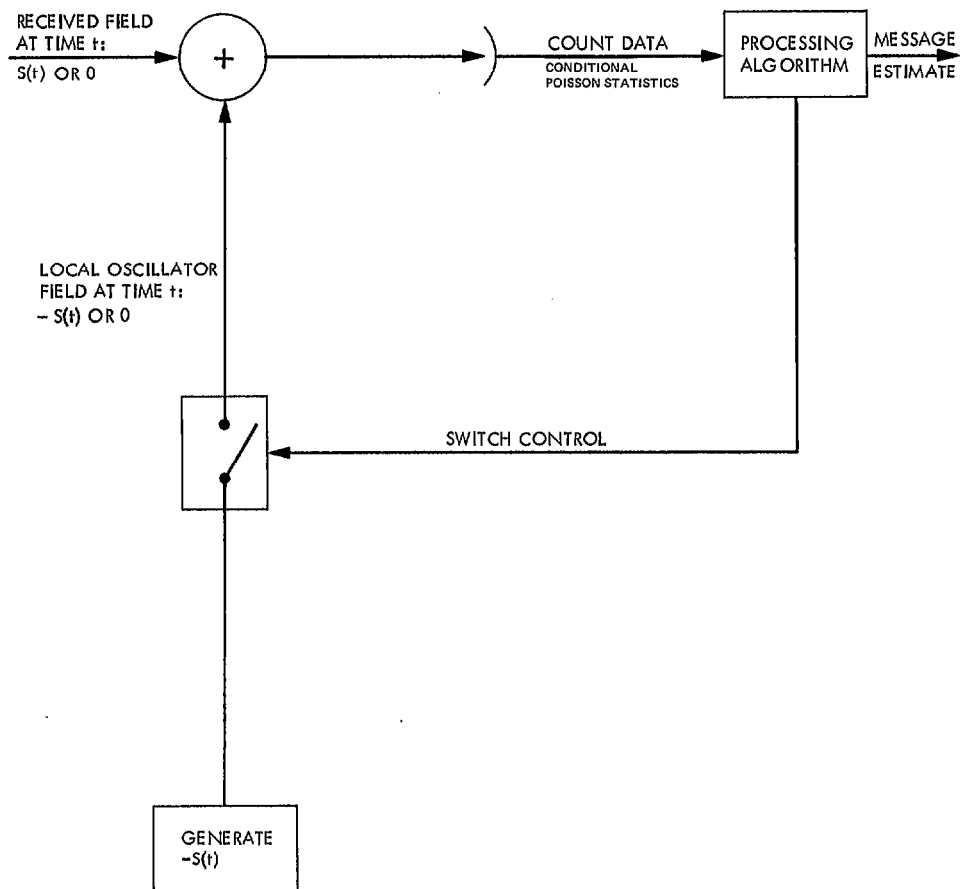 RECEIVED FIELD
AT TIME t:
S(t) OR 0
+
COUNT DATA
CONDITIONAL
POISSON STATISTICS
PROCESSING
ALGORITHM
MESSAGE
ESTIMATE
LOCAL OSCILLATOR
FIELD AT TIME t:
- S(t) OR 0
SWITCH CONTROL
GENERATE
-S(t)